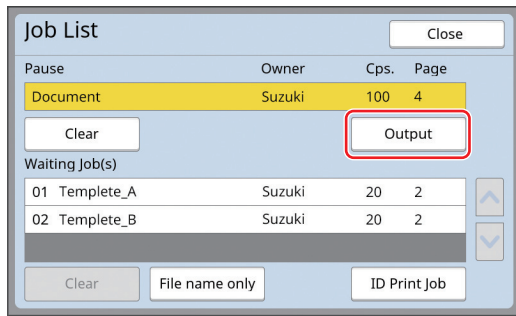 Job List Close
Pause Owner Cps. Page
Document Suzuki 100 4
Clear Output
Waiting Job(s)
01 Templete_A Suzuki 20 2
02 Templete_B Suzuki 20 2
Clear File name only ID Print Job